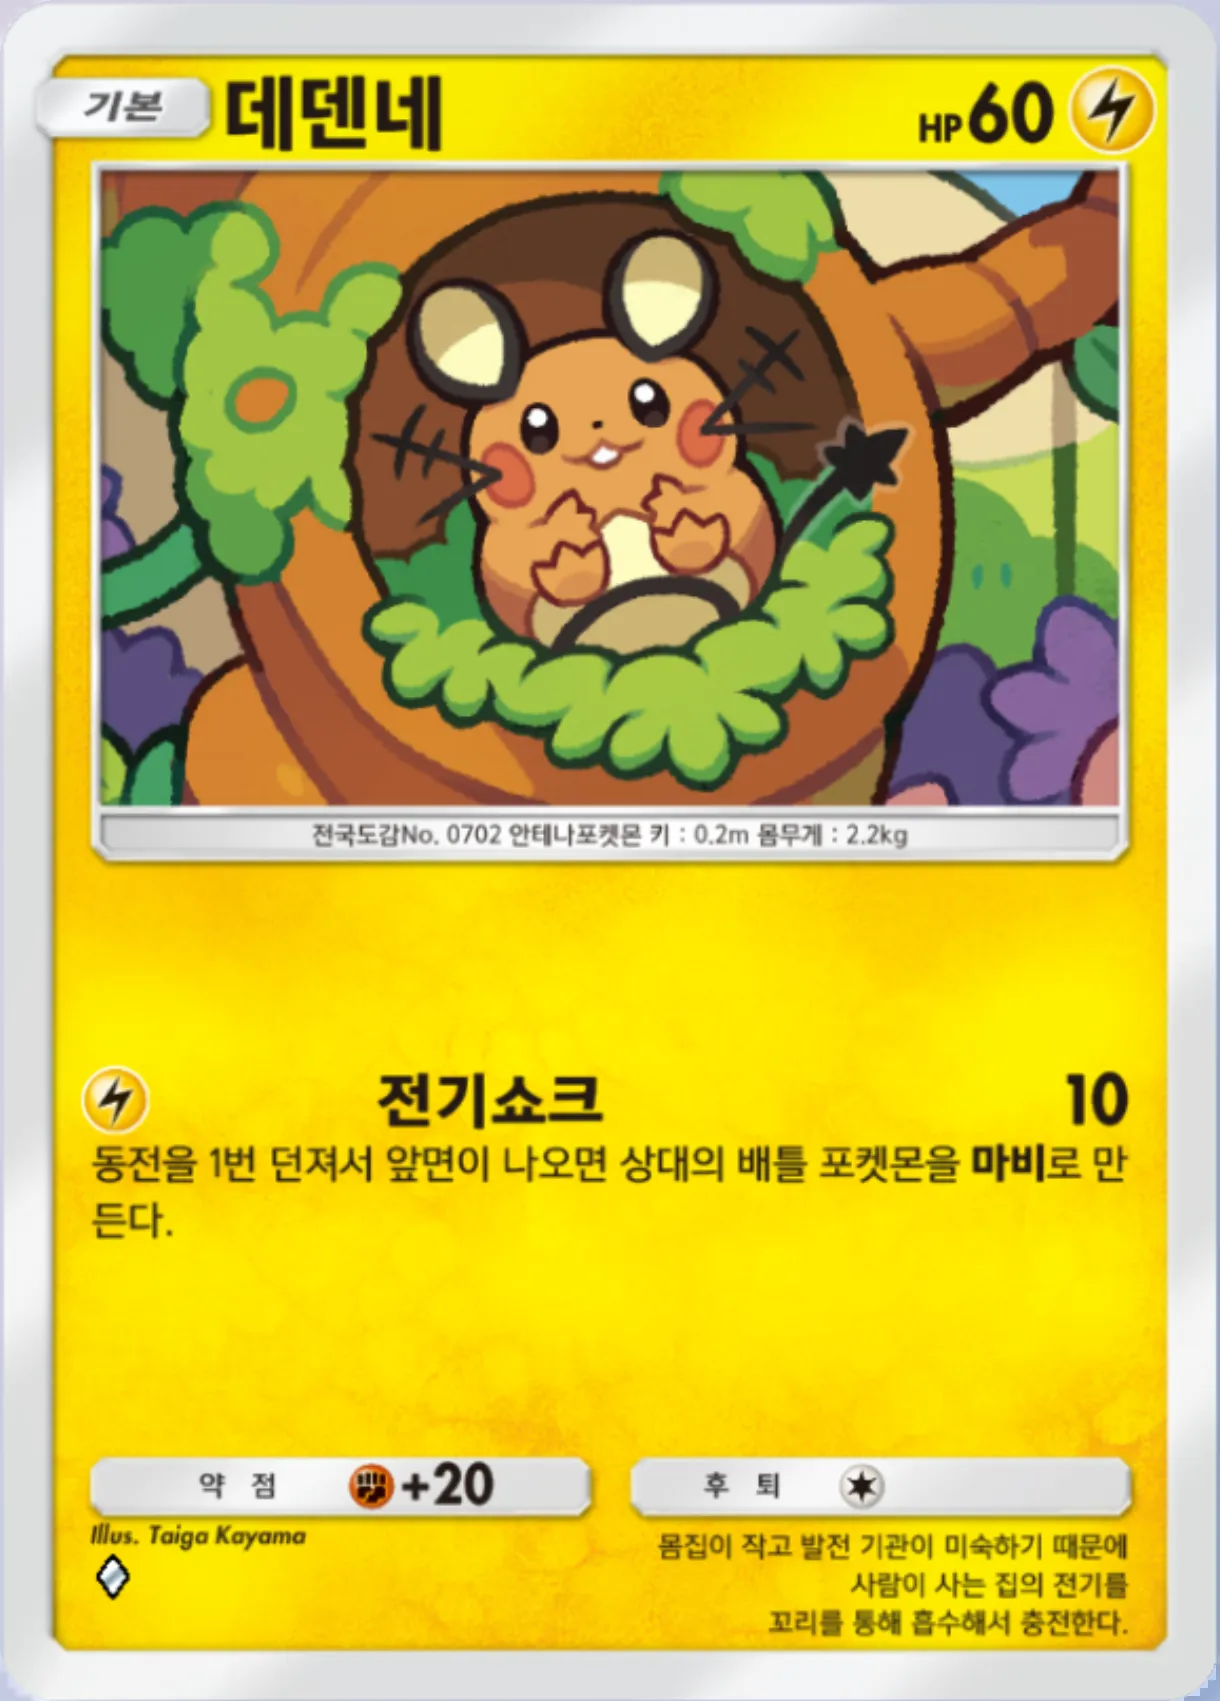 기본 데덴네 HP 60
전국도감No. 0702 안테나포켓몬 키 : 0.2m 몸무게 : 2.2kg
전기쇼크 10
동전을 1번 던져서 앞면이 나오면 상대의 배틀 포켓몬을 마비로 만
든다.
약 점 +20 후 퇴
Illus. Taiga Kayama
몸집이 작고 발전 기관이 미숙하기 때문에
사람이 사는 집의 전기를
꼬리를 통해 흡수해서 충전한다.